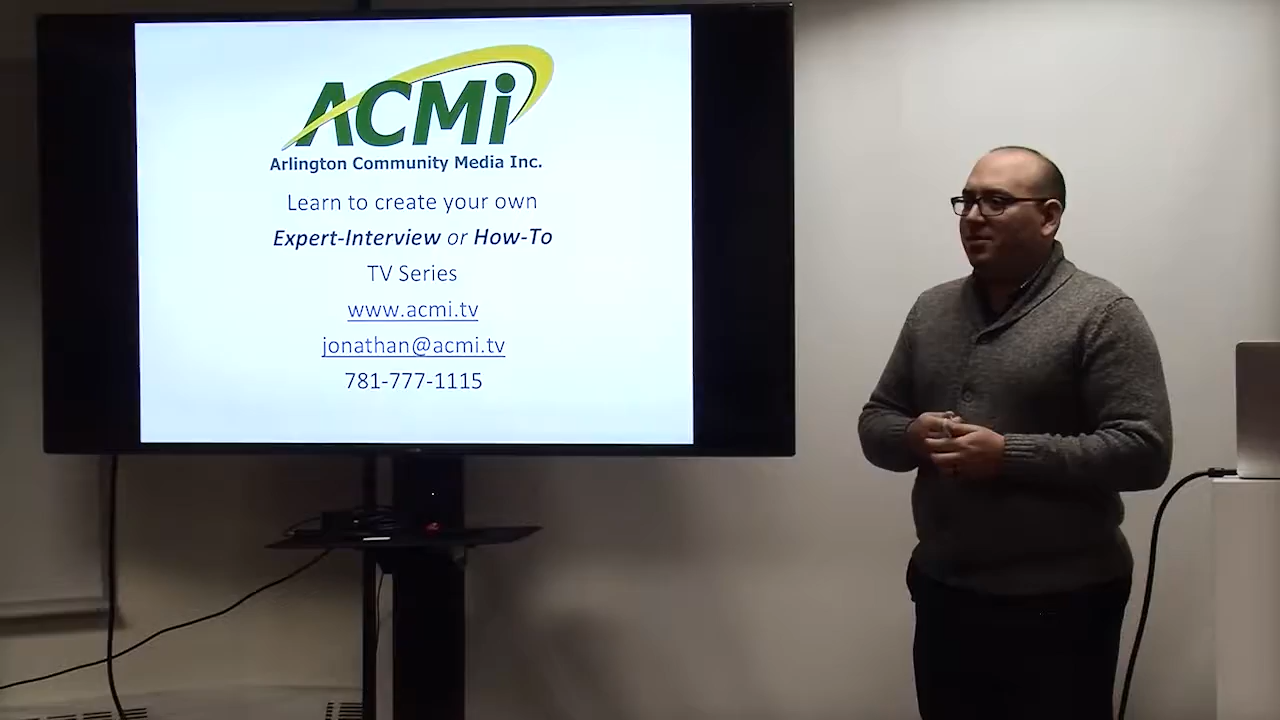 ACMi
Arlington Community Media Inc.
Learn to create your own
Expert-Interview or How-To
TV Series
www.acmi.tv
jonathan@acmi.tv
781-777-1115